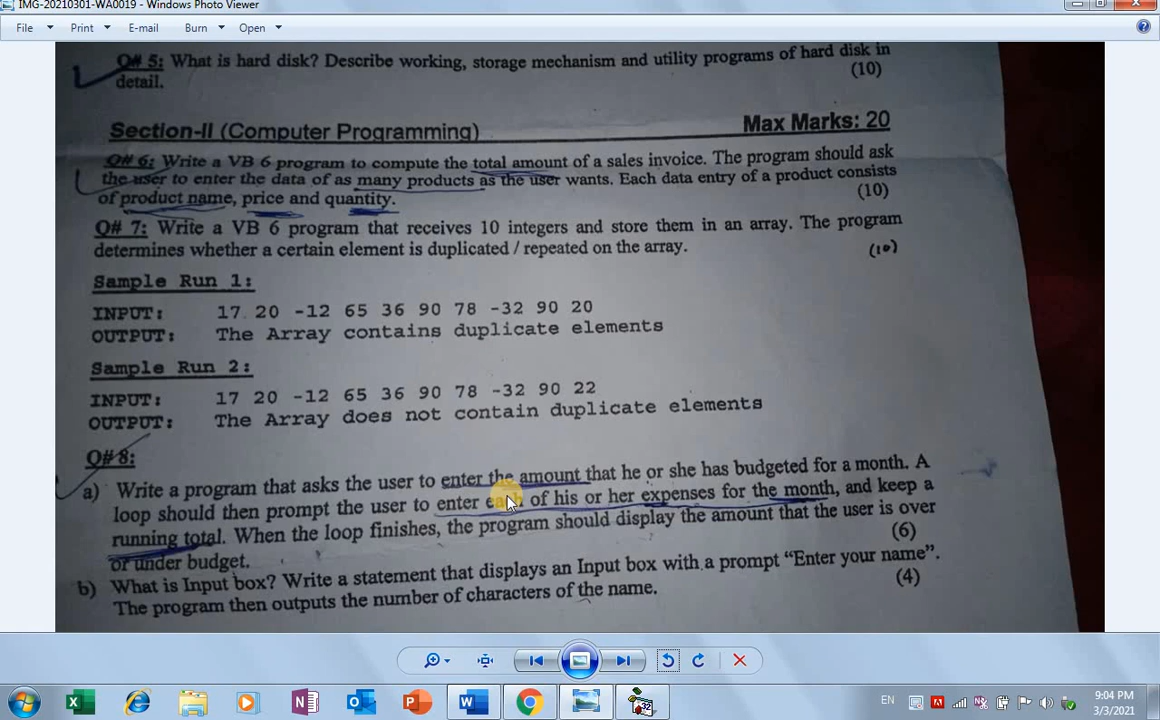 IMG-20210301-WA0019 - Windows Photo Viewer
File Print E-mail Burn Open
Q# 5: What is hard disk? Describe working, storage mechanism and utility programs of hard disk in
detail. (10)
Section-II (Computer Programming) Max Marks: 20
Q# 6: Write a VB 6 program to compute the total amount of a sales invoice. The program should ask
the user to enter the data of as many products as the user wants. Each data entry of a product consists
of product name, price and quantity. (10)
Q# 7: Write a VB 6 program that receives 10 integers and store them in an array. The program
determines whether a certain element is duplicated / repeated on the array. (10)
Sample Run 1:
INPUT: 17 20 -12 65 36 90 78 -32 90 20
OUTPUT: The Array contains duplicate elements
Sample Run 2:
INPUT: 17 20 -12 65 36 90 78 -32 90 22
OUTPUT: The Array does not contain duplicate elements
Q# 8:
a) Write a program that asks the user to enter the amount that he or she has budgeted for a month. A
loop should then prompt the user to enter each of his or her expenses for the month, and keep a
running total. When the loop finishes, the program should display the amount that the user is over
or under budget. (6)
b) What is Input box? Write a statement that displays an Input box with a prompt “Enter your name”.
The program then outputs the number of characters of the name. (4)
EN 9:04 PM
3/3/2021